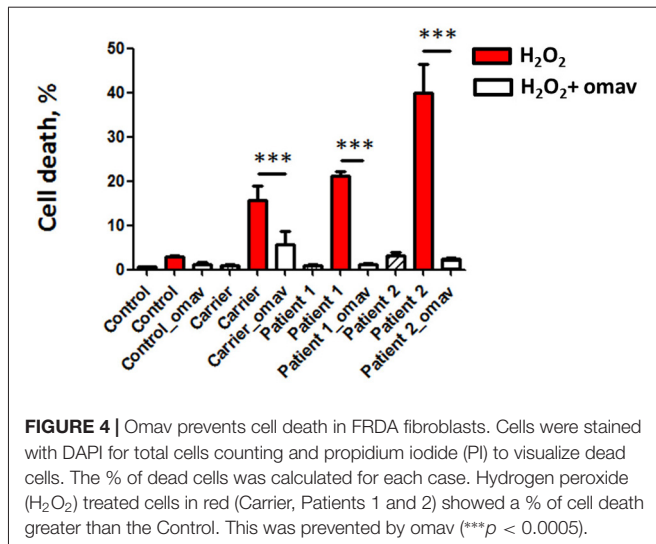 ***
50
H₂O₂
H₂O₂+ omav
40
***
30
***
20
10
0
Cell death, %
Control
Control
Control_omav
Carrier
Carrier
Carrier_omav
Patient 1
Patient 1
Patient 1_omav
Patient 2
Patient 2
Patient 2_omav
FIGURE 4 | Omav prevents cell death in FRDA fibroblasts. Cells were stained
with DAPI for total cells counting and propidium iodide (PI) to visualize dead
cells. The % of dead cells was calculated for each case. Hydrogen peroxide
(H₂O₂) treated cells in red (Carrier, Patients 1 and 2) showed a % of cell death
greater than the Control. This was prevented by omav (***p < 0.0005).